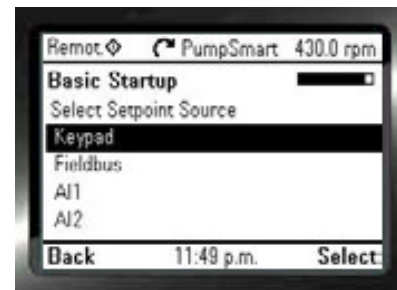 Remot. PumpSmart 430.0 rpm
Basic Startup
Select Setpoint Source
Keypad
Fieldbus
AI1
AI2
Back 11:49 p.m. Select